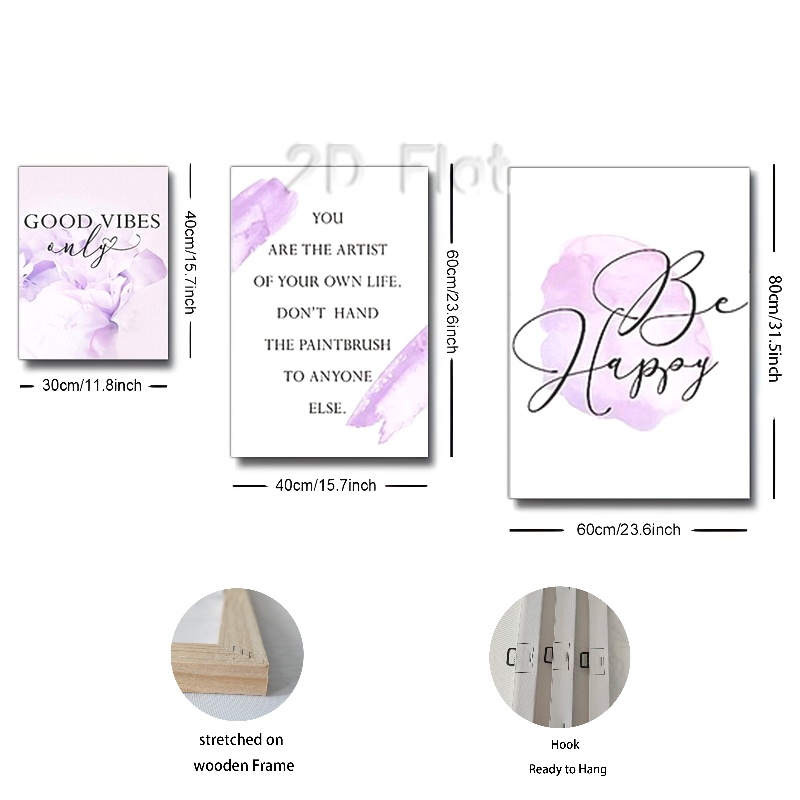 2D Flat
GOOD VIBES
only
40cm/15.7inch
30cm/11.8inch
YOU
ARE THE ARTIST
OF YOUR OWN LIFE.
DON'T HAND
THE PAINTBRUSH
TO ANYONE
ELSE.
60cm/23.6inch
40cm/15.7inch
Be
Happy
80cm/31.5inch
60cm/23.6inch
stretched on
wooden Frame
Hook
Ready to Hang